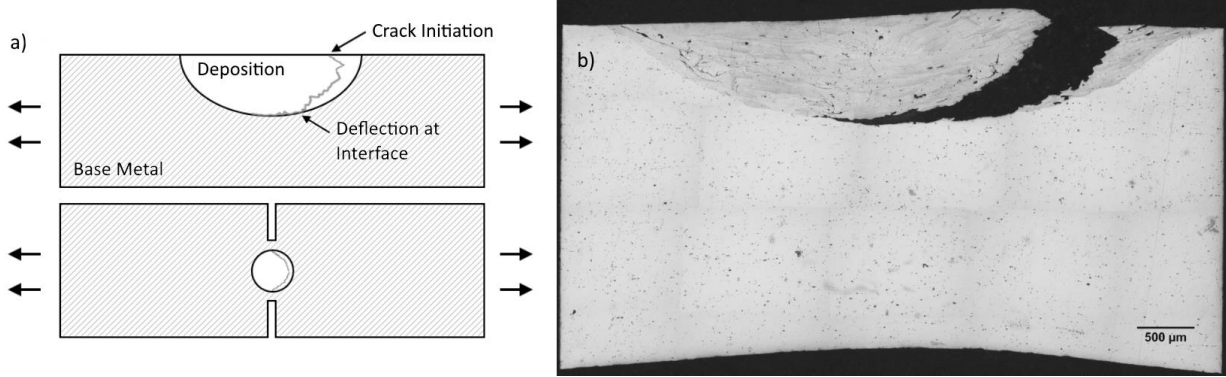 a)
Crack Initiation
Deposition
Deflection at
Interface
Base Metal
b)
500 µm